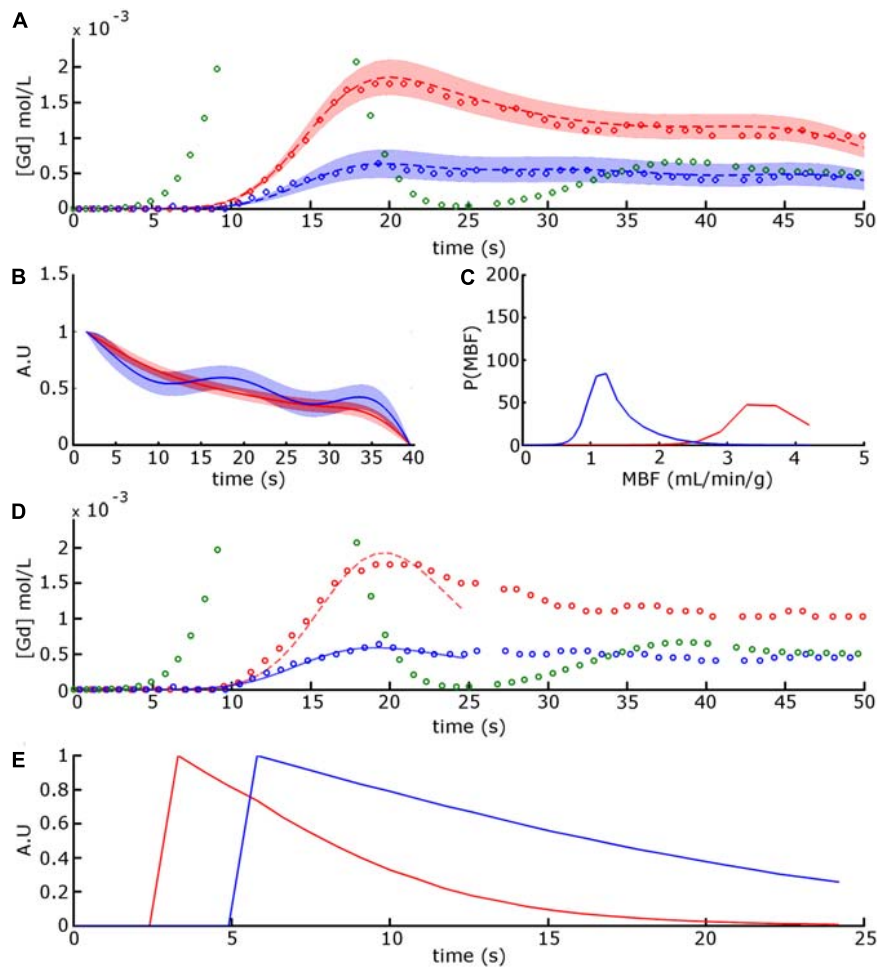 A
x 10 -3
[Gd] mol/L
2
1.5
1
0.5
0
0 5 10 15 20 25 30 35 40 45 50
time (s)
B
1.5
1
0.5
0
A.U
5 10 15 20 25 30 35 40
time (s)
C
200
150
100
50
0
P(MBF)
0 1 2 3 4 5
MBF (mL/min/g)
D
x 10 -3
[Gd] mol/L
2
1.5
1
0.5
0
0 5 10 15 20 25 30 35 40 45 50
time (s)
E
1
0.8
0.6
0.4
0.2
0
A.U
5 10 15 20 25
time (s)